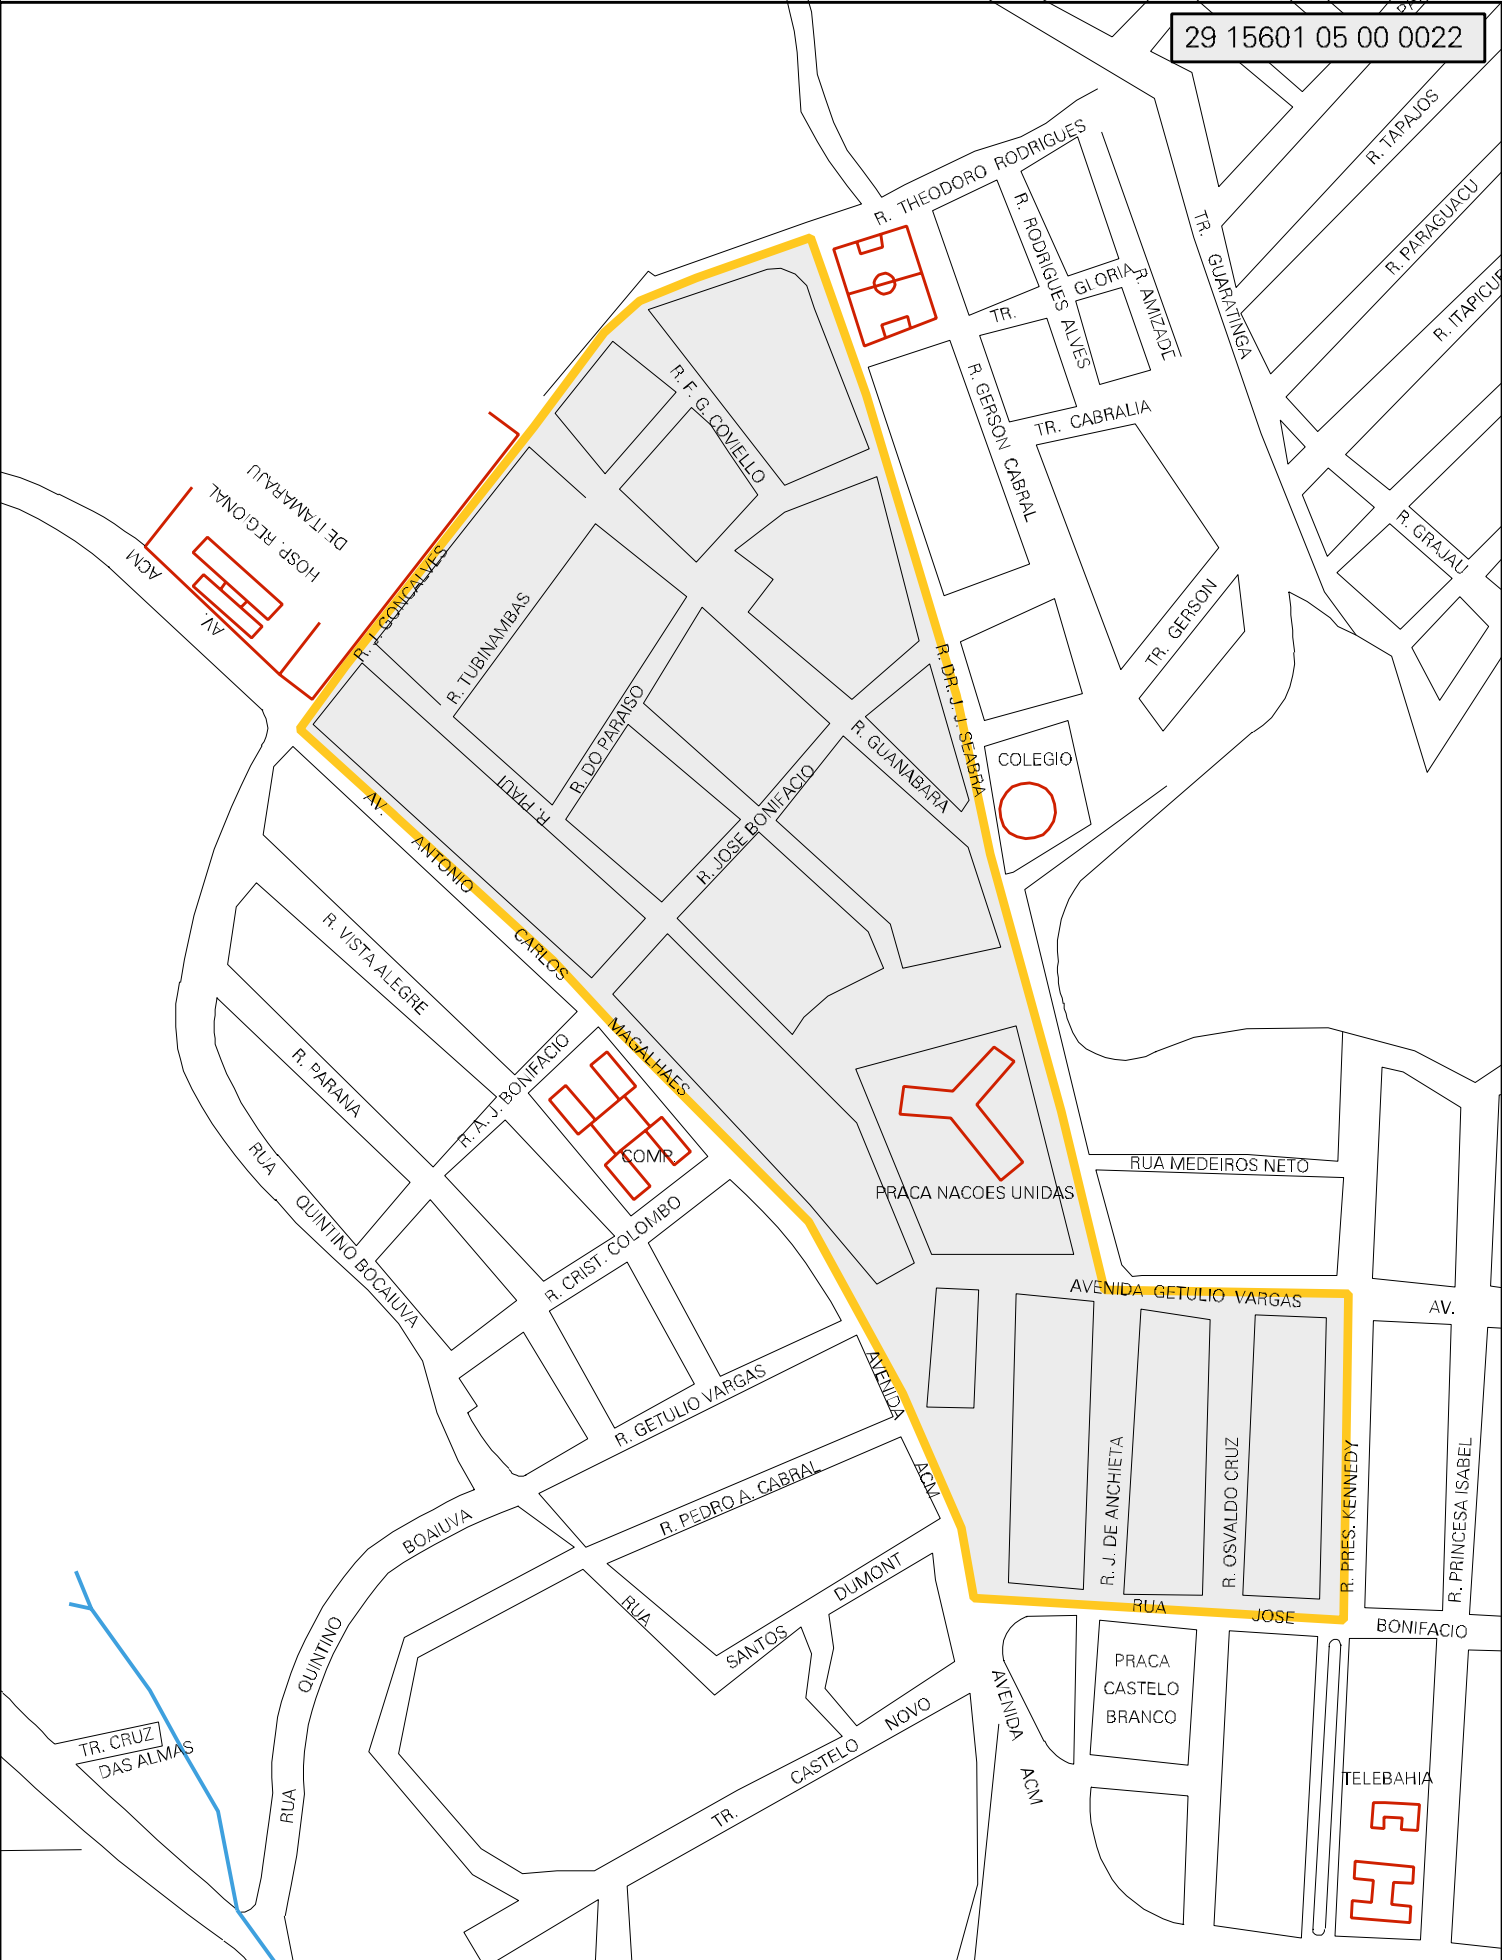 29 15601 05 00 0022
R. TAPAJOS
R. PARAGUACU
R. GRAJAU
TR. GUARATINGA
R. THEODORO RODRIGUES
R. RODRIGUES ALVES
TR. GLORIA
R. AMIZADE
TR. CABRALIA
R. GERSON CABRAL
TR. GERSON
R. F. G. COVIELLO
HOSP. REGIONAL
DE ITAMARAJU
AV. ACM
R. J. GONCALVES
R. TUBINAMBAS
R. DO PARAISO
R. PIAUI
R. JOSE BONIFACIO
R. GUANABARA
R. DR. J. J. SEABRA
COLEGIO
AV. ANTONIO CARLOS MAGALHAES
R. VISTA ALEGRE
R. PARANA
R. A. J. BONIFACIO
COMP.
RUA QUINTINO BOCAIUVA
R. CRIST. COLOMBO
PRACA NACOES UNIDAS
RUA MEDEIROS NETO
AVENIDA GETULIO VARGAS
AV.
R. GETULIO VARGAS
AVENIDA ACM
R. PEDRO A. CABRAL
R. J. DE ANCHIETA
R. OSVALDO CRUZ
R. PRES. KENNEDY
R. PRINCESA ISABEL
RUA JOSE BONIFACIO
RUA QUINTINO BOAIUVA
RUA
SANTOS DUMONT
TR. CASTELO NOVO
AVENIDA ACM
PRACA
CASTELO
BRANCO
TELEBAHIA
TR. CRUZ
DAS ALMAS